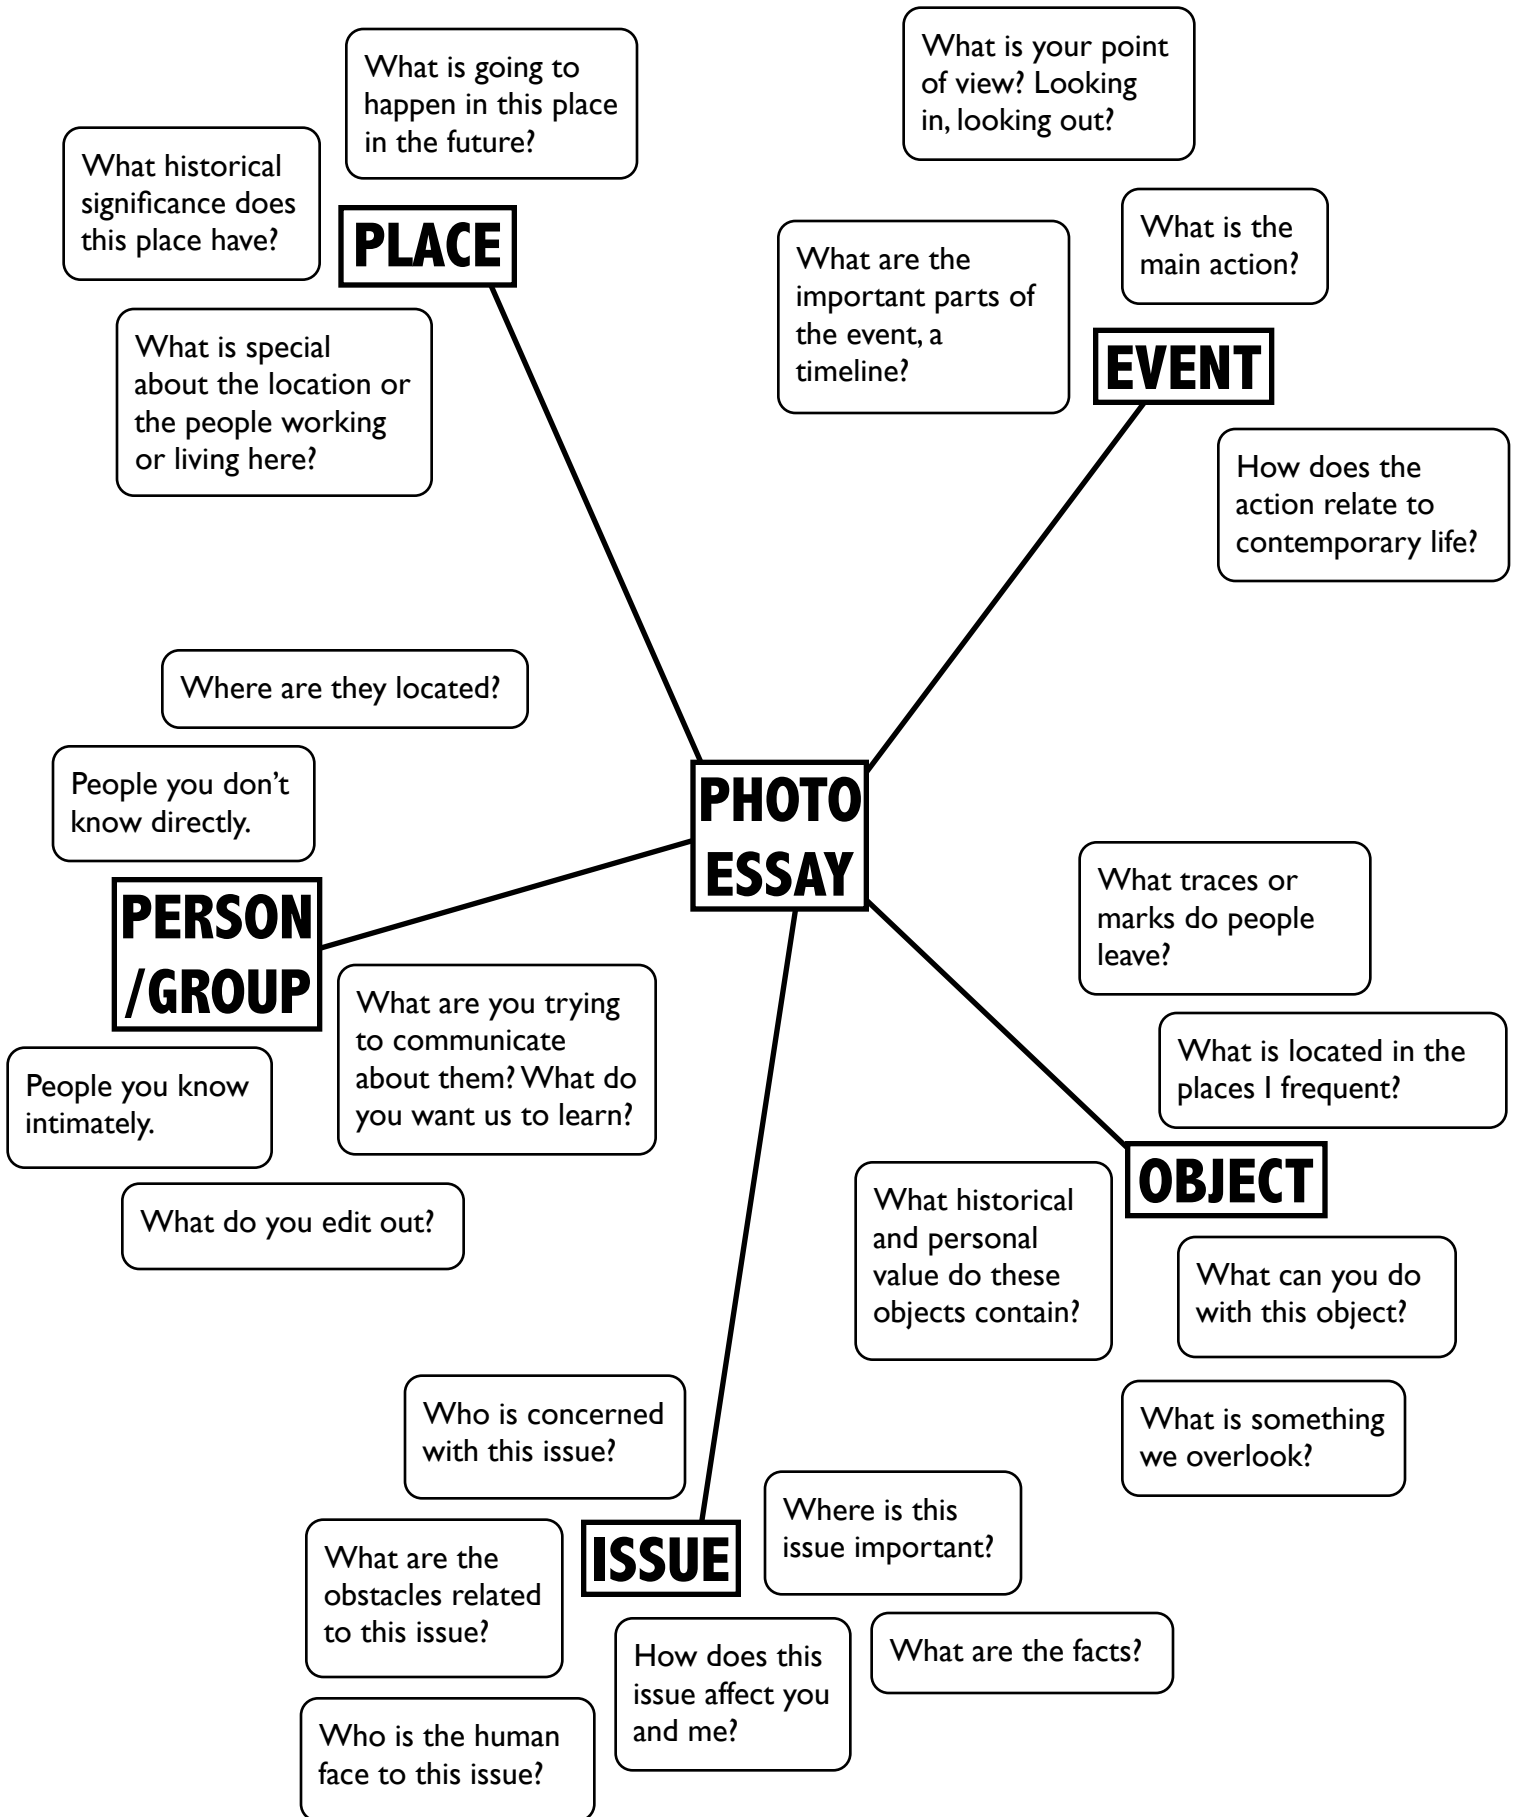 What is going to
happen in this place
in the future?
What historical
significance does
this place have?
PLACE
What is special
about the location or
the people working
or living here?
What is your point
of view? Looking
in, looking out?
What is the
main action?
What are the
important parts of
the event, a
timeline?
EVENT
How does the
action relate to
contemporary life?
Where are they located?
People you don't
know directly.
PERSON
/GROUP
What are you trying
to communicate
about them? What do
you want us to learn?
People you know
intimately.
What do you edit out?
PHOTO
ESSAY
What traces or
marks do people
leave?
What is located in the
places I frequent?
OBJECT
What historical
and personal
value do these
objects contain?
What can you do
with this object?
What is something
we overlook?
Who is concerned
with this issue?
Where is this
issue important?
ISSUE
What are the
obstacles related
to this issue?
How does this
issue affect you
and me?
What are the facts?
Who is the human
face to this issue?